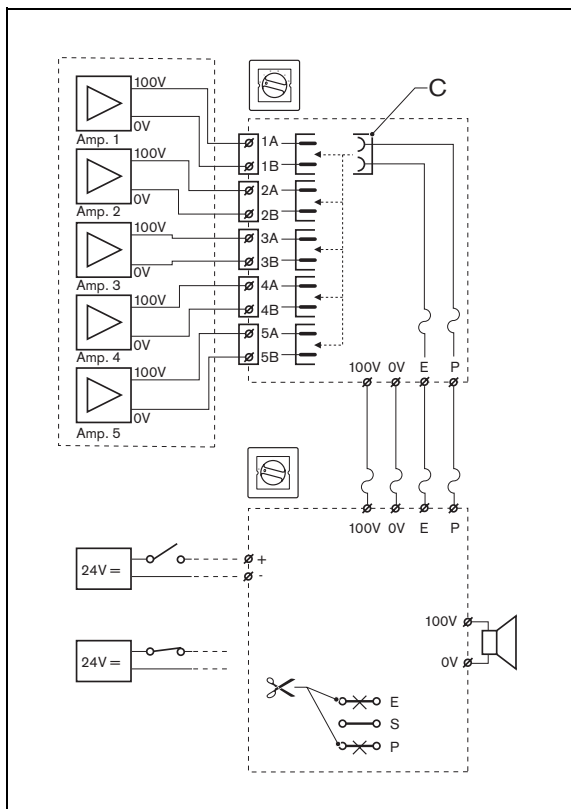 100V
0V
Amp. 1
100V
0V
Amp. 2
100V
0V
Amp. 3
100V
0V
Amp. 4
100V
0V
Amp. 5
C
1A
1B
2A
2B
3A
3B
4A
4B
5A
5B
100V 0V E P
100V 0V E P
24V=
+
-
24V=
100V
0V
E
S
P